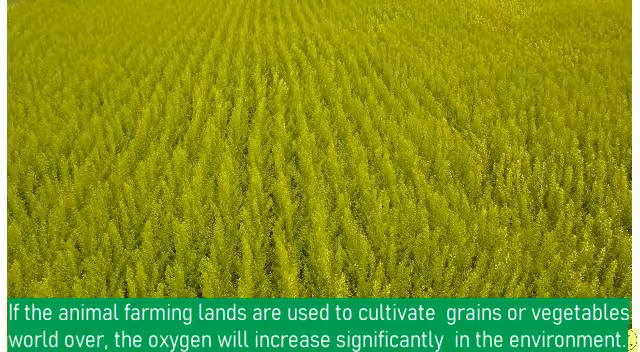 If the animal farming lands are used to cultivate  grains or vegetables
world over, the oxygen will increase significantly  in the environment.